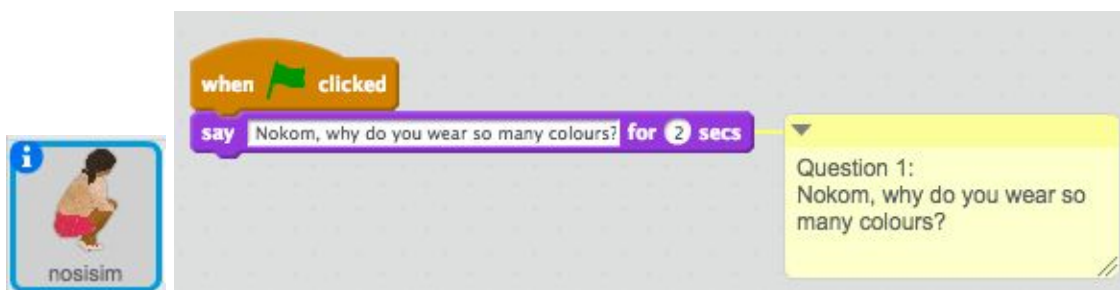 when clicked
say Nokom, why do you wear so many colours? for 2 secs
Question 1:
Nokom, why do you wear so
many colours?
i
nosisim